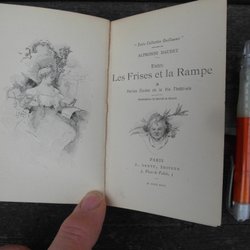 "Petite Collection Guillaume"
ALPHONSE DAUDET
Entre
Les Frises et la Rampe
Petites Études de la Vie Théâtrale
PARIS
E. DENTU, ÉDITEUR